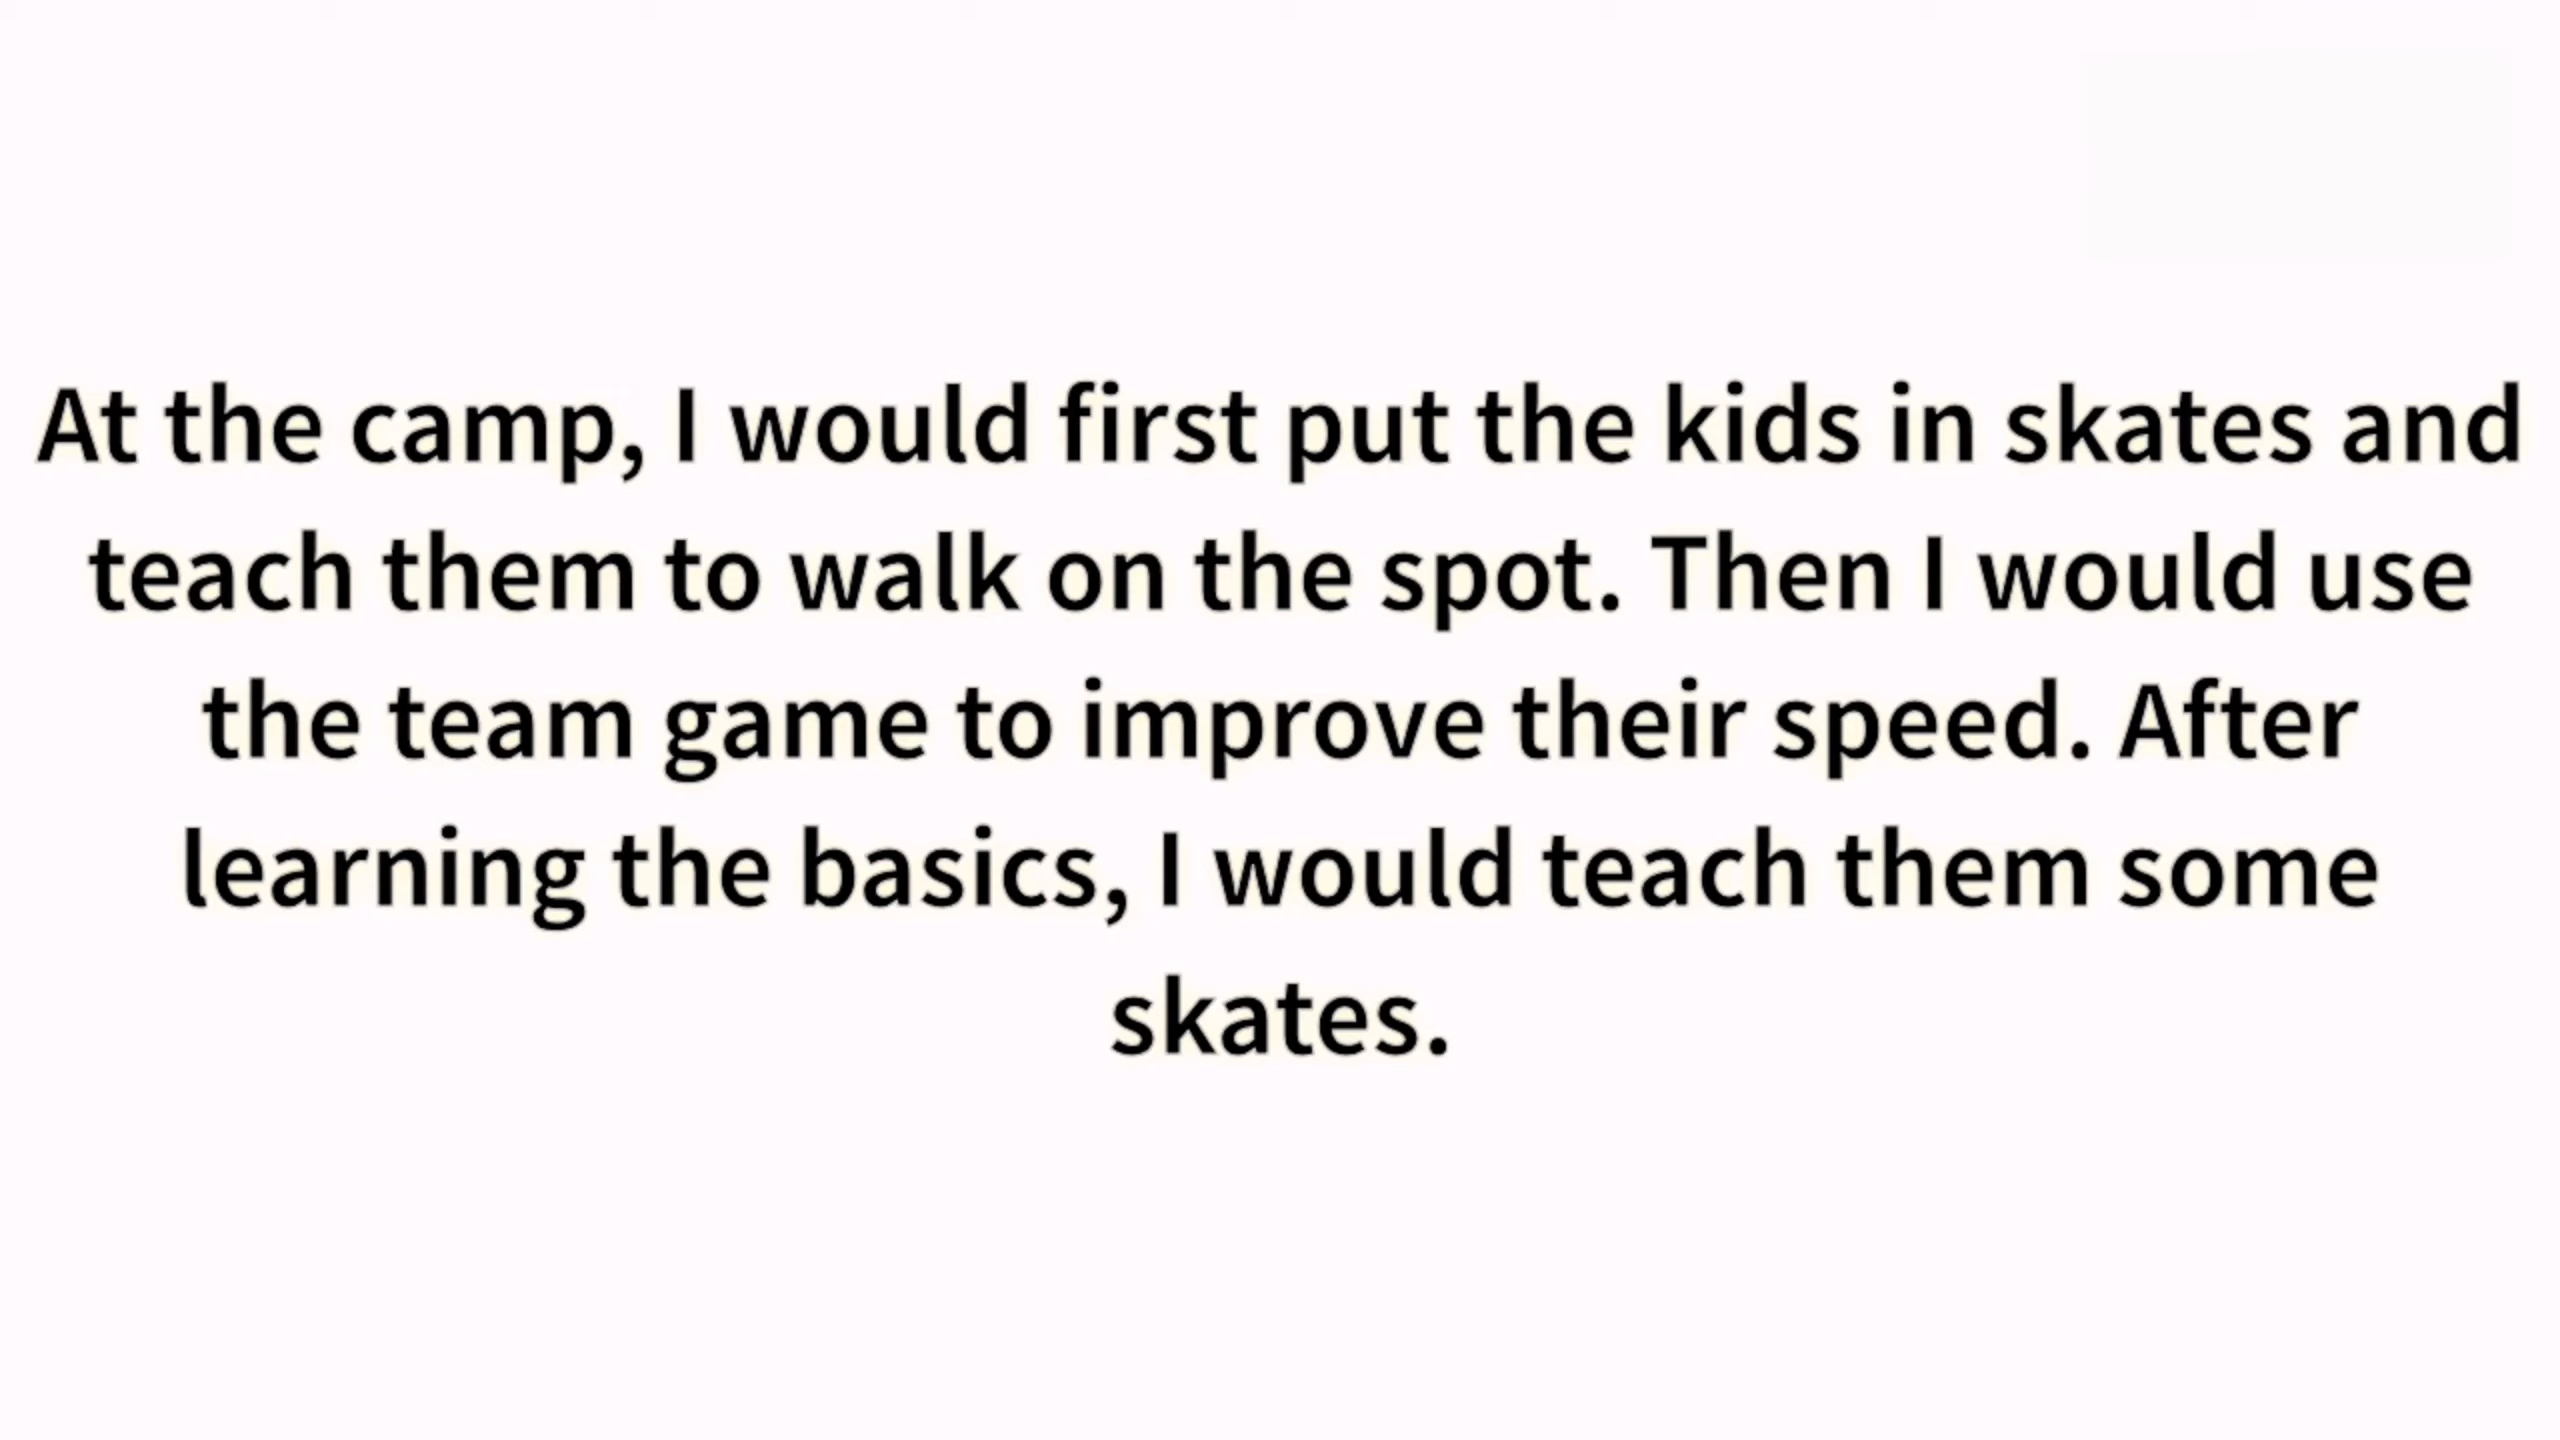 At the camp, I would first put the kids in skates and
teach them to walk on the spot. Then I would use
the team game to improve their speed. After
learning the basics, I would teach them some
skates.